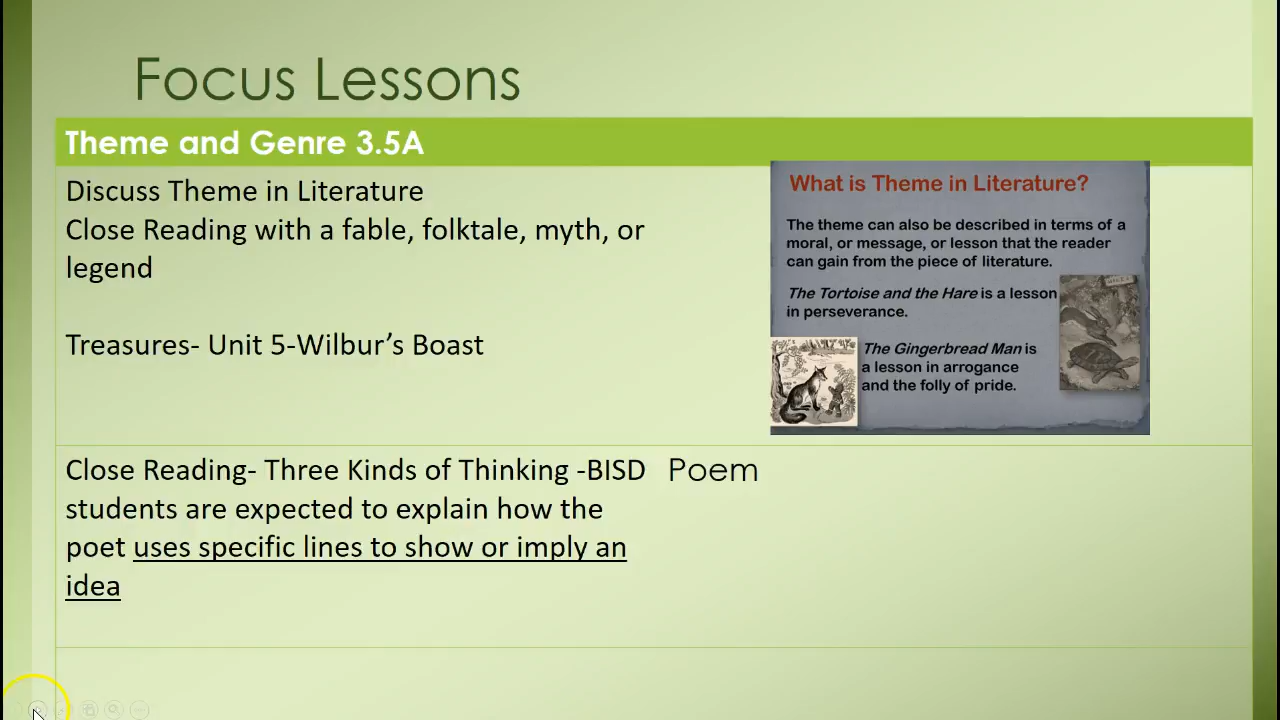 Focus Lessons
Theme and Genre 3.5A
Discuss Theme in Literature
Close Reading with a fable, folktale, myth, or
legend
Treasures- Unit 5-Wilbur’s Boast
What is Theme in Literature?
The theme can also be described in terms of a
moral, or message, or lesson that the reader
can gain from the piece of literature.
The Tortoise and the Hare is a lesson
in perseverance.
The Gingerbread Man is
a lesson in arrogance
and the folly of pride.
Close Reading- Three Kinds of Thinking -BISD
students are expected to explain how the
poet uses specific lines to show or imply an
idea
Poem